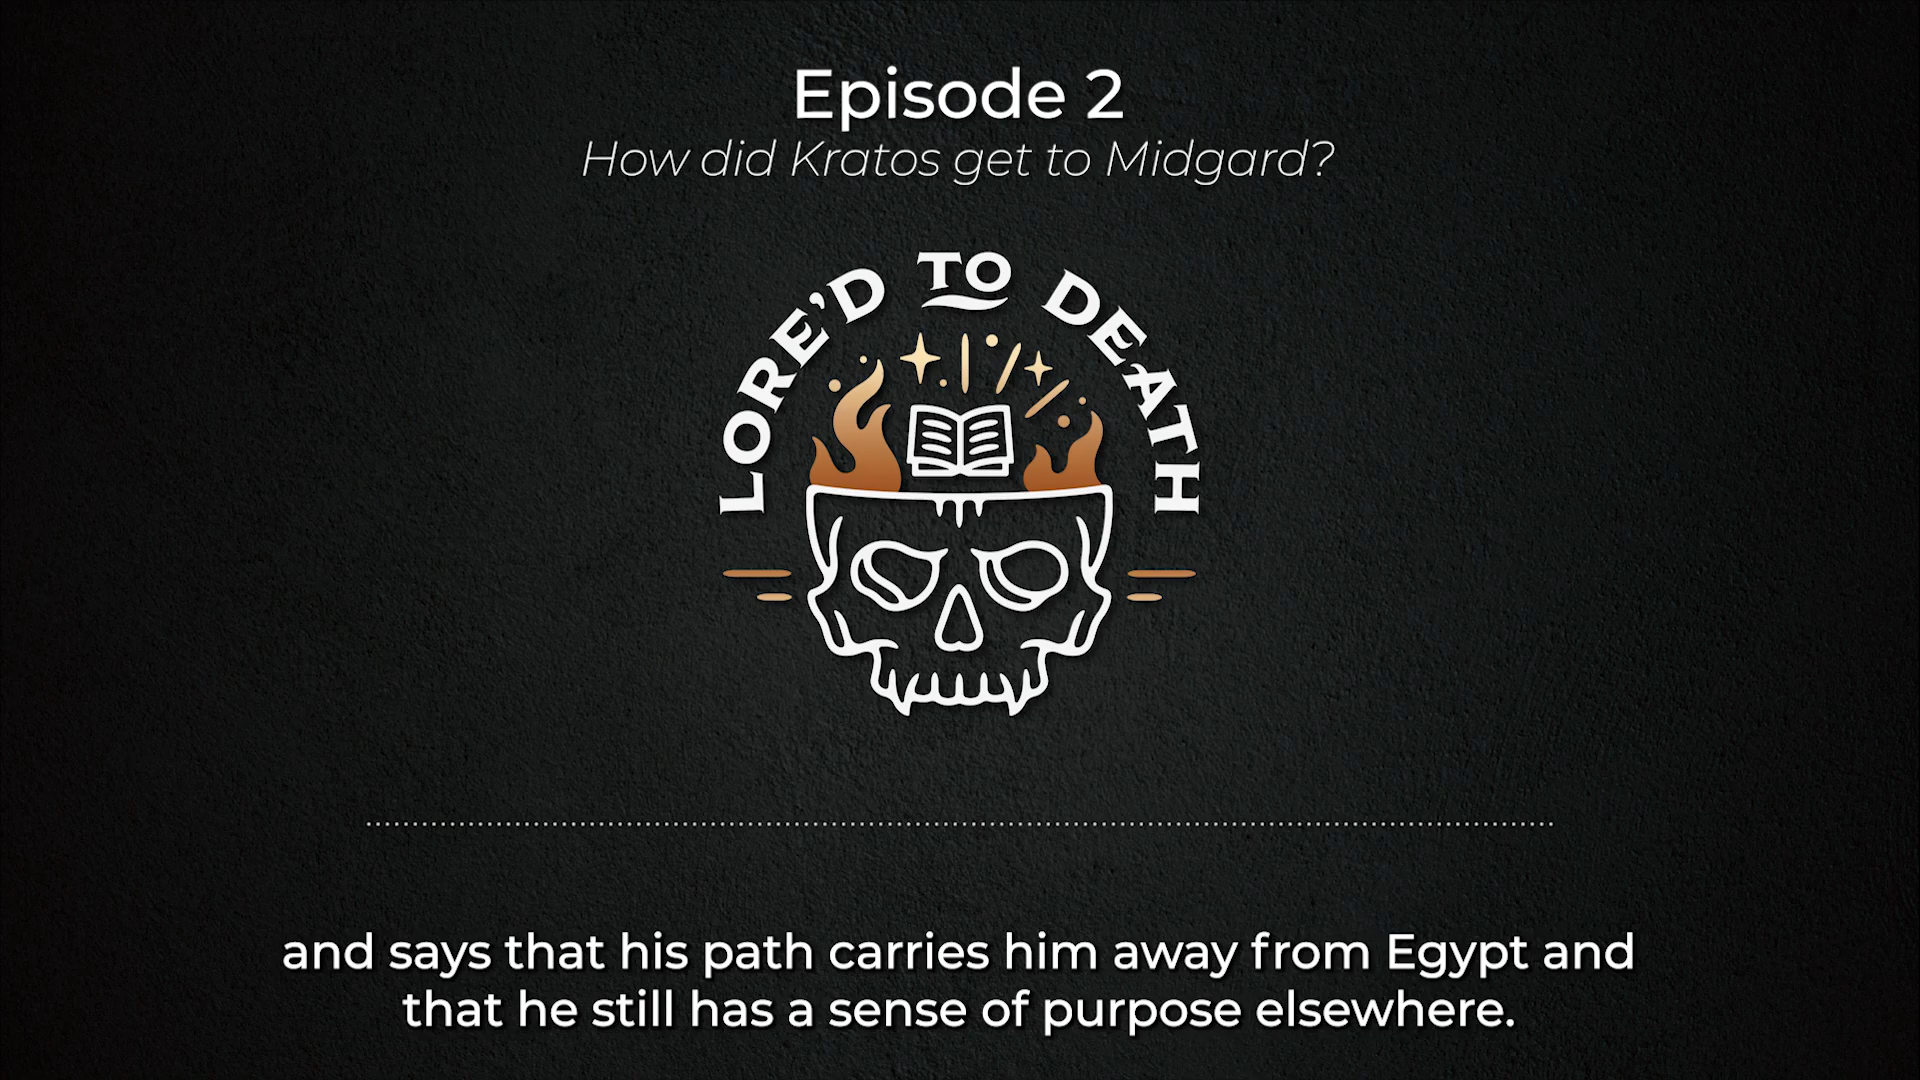 Episode 2
How did Kratos get to Midgard?
LORE'D TO DEATH
and says that his path carries him away from Egypt and
that he still has a sense of purpose elsewhere.